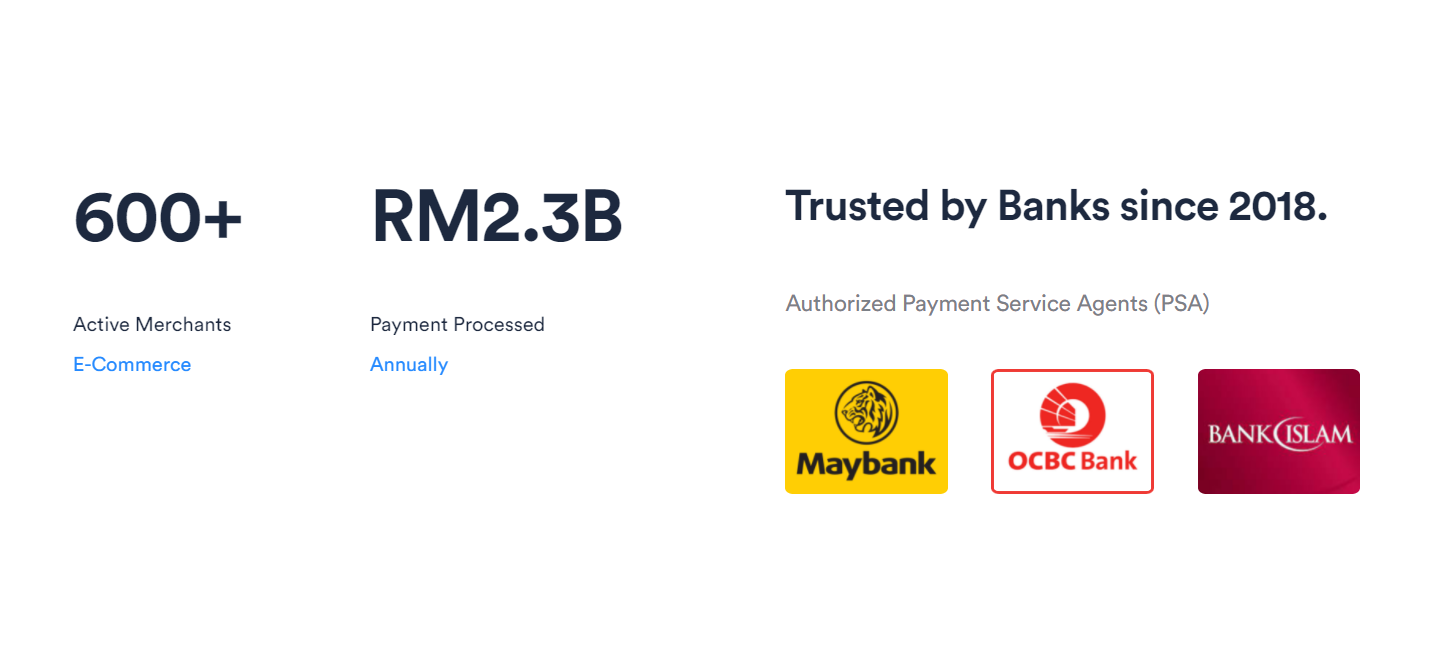 600+
Active Merchants
E-Commerce
RM2.3B
Payment Processed
Annually
Trusted by Banks since 2018.
Authorized Payment Service Agents (PSA)
Maybank
OCBC Bank
BANK ISLAM